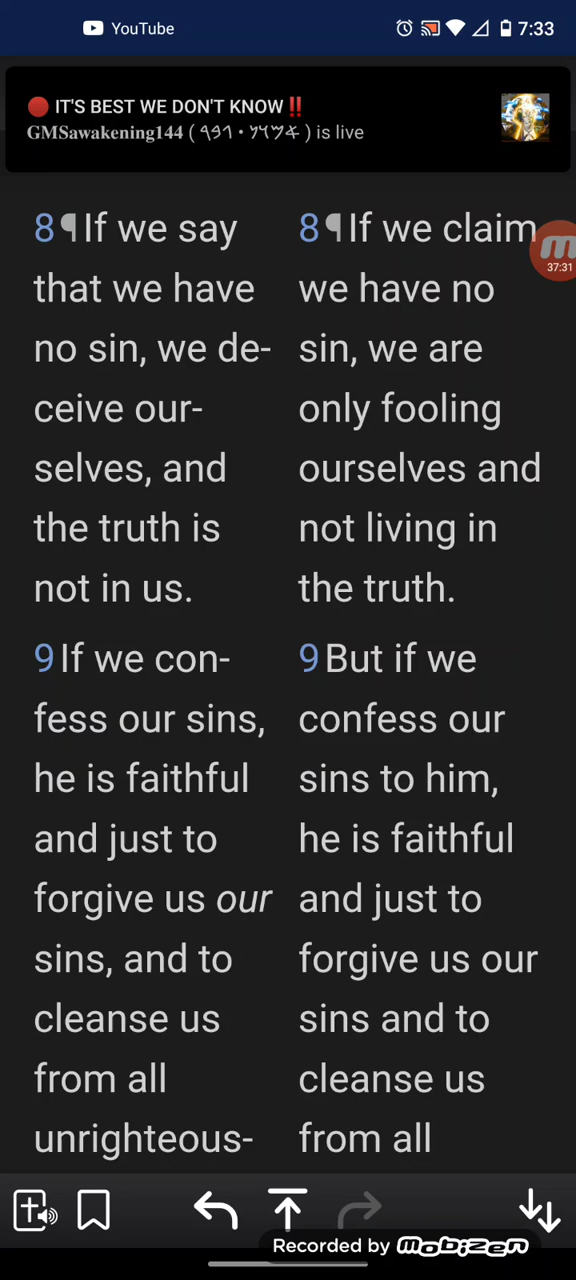 YouTube
7:33
🔴 IT'S BEST WE DON'T KNOW ‼️
GMSawakening144 ( ) is live
37:31
8 ¶ If we say
that we have
no sin, we de-
ceive our-
selves, and
the truth is
not in us.
9 If we con-
fess our sins,
he is faithful
and just to
forgive us our
sins, and to
cleanse us
from all
unrighteous-
8 ¶ If we claim
we have no
sin, we are
only fooling
ourselves and
not living in
the truth.
9 But if we
confess our
sins to him,
he is faithful
and just to
forgive us our
sins and to
cleanse us
from all
Recorded by mobizen